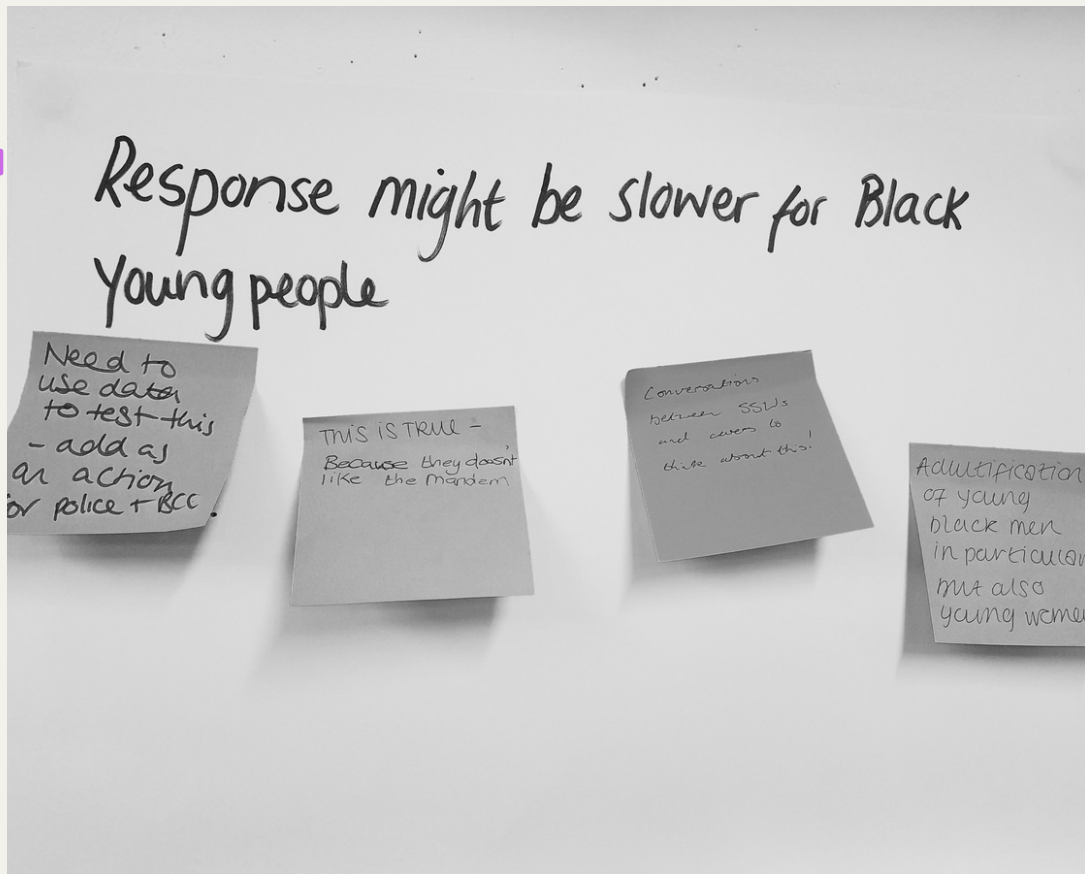 Response might be slower for Black
Young people
Need to
use data
to test this
- add as
an action
for police + BCC.
THIS IS TRUE -
Because they doesn't
like the mandem
Conversations
between SSWs
and carers to
think about this!
Adultification
of young
black men
in particular
but also
young women